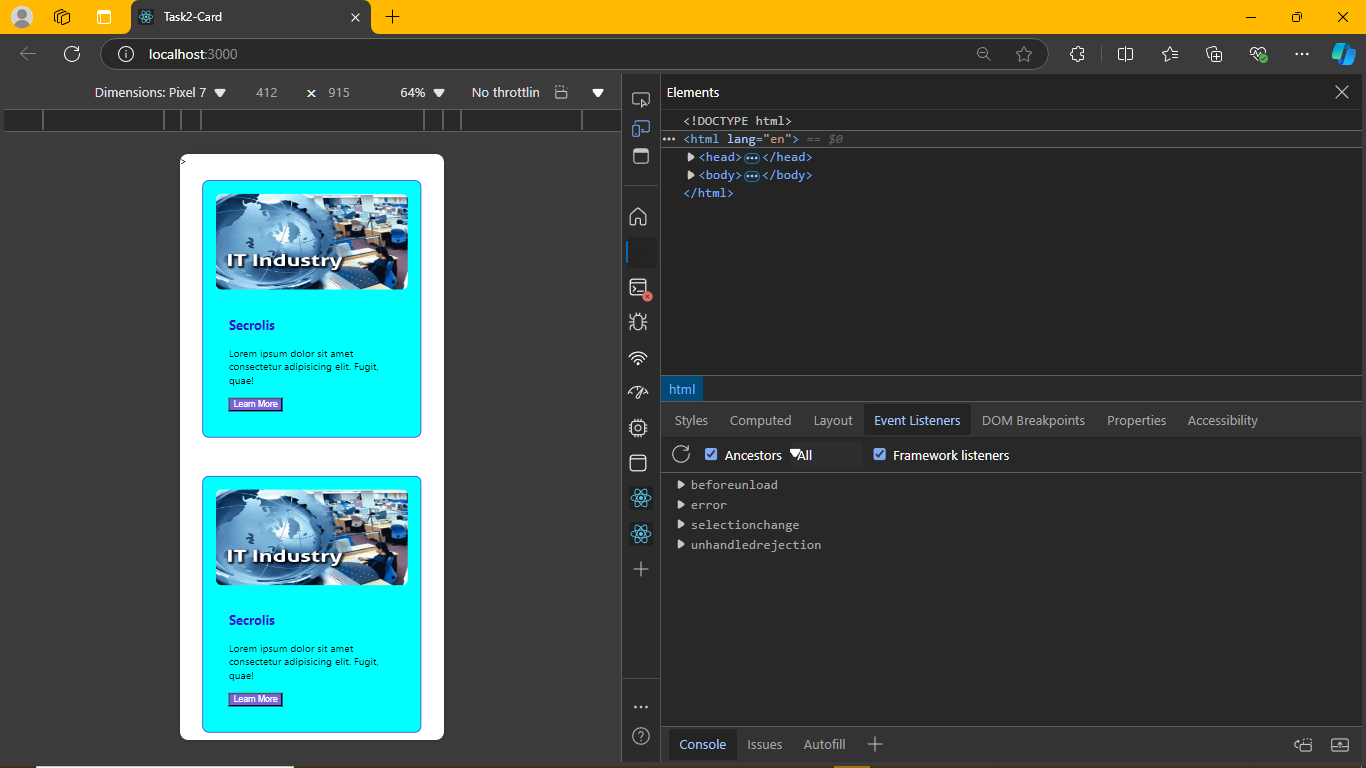 Task2-Card
localhost:3000
Dimensions: Pixel 7
412
×
915
64%
No throttlin
Elements
<!DOCTYPE html>
<html lang="en"> == $0
<head> </head>
<body> </body>
</html>
>
IT Industry
Secrolis
Lorem ipsum dolor sit amet
consectetur adipisicing elit. Fugit,
quae!
Learn More
IT Industry
Secrolis
Lorem ipsum dolor sit amet
consectetur adipisicing elit. Fugit,
quae!
Learn More
html
Styles
Computed
Layout
Event Listeners
DOM Breakpoints
Properties
Accessibility
Ancestors
All
Framework listeners
beforeunload
error
selectionchange
unhandledrejection
Console
Issues
Autofill